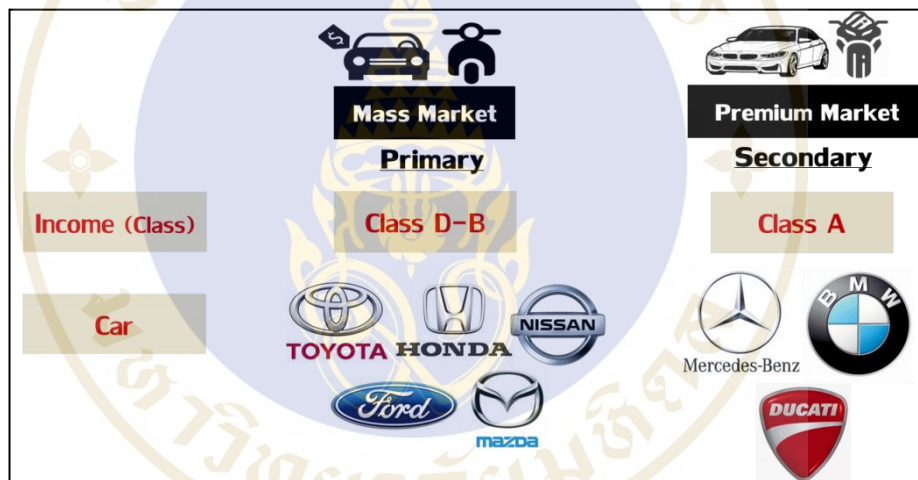 Mass Market
Premium Market
Primary
Secondary
Income (Class)
Class D-B
Class A
Car
TOYOTA
HONDA
NISSAN
Mercedes-Benz
BMW
Ford
mazda
DUCATI